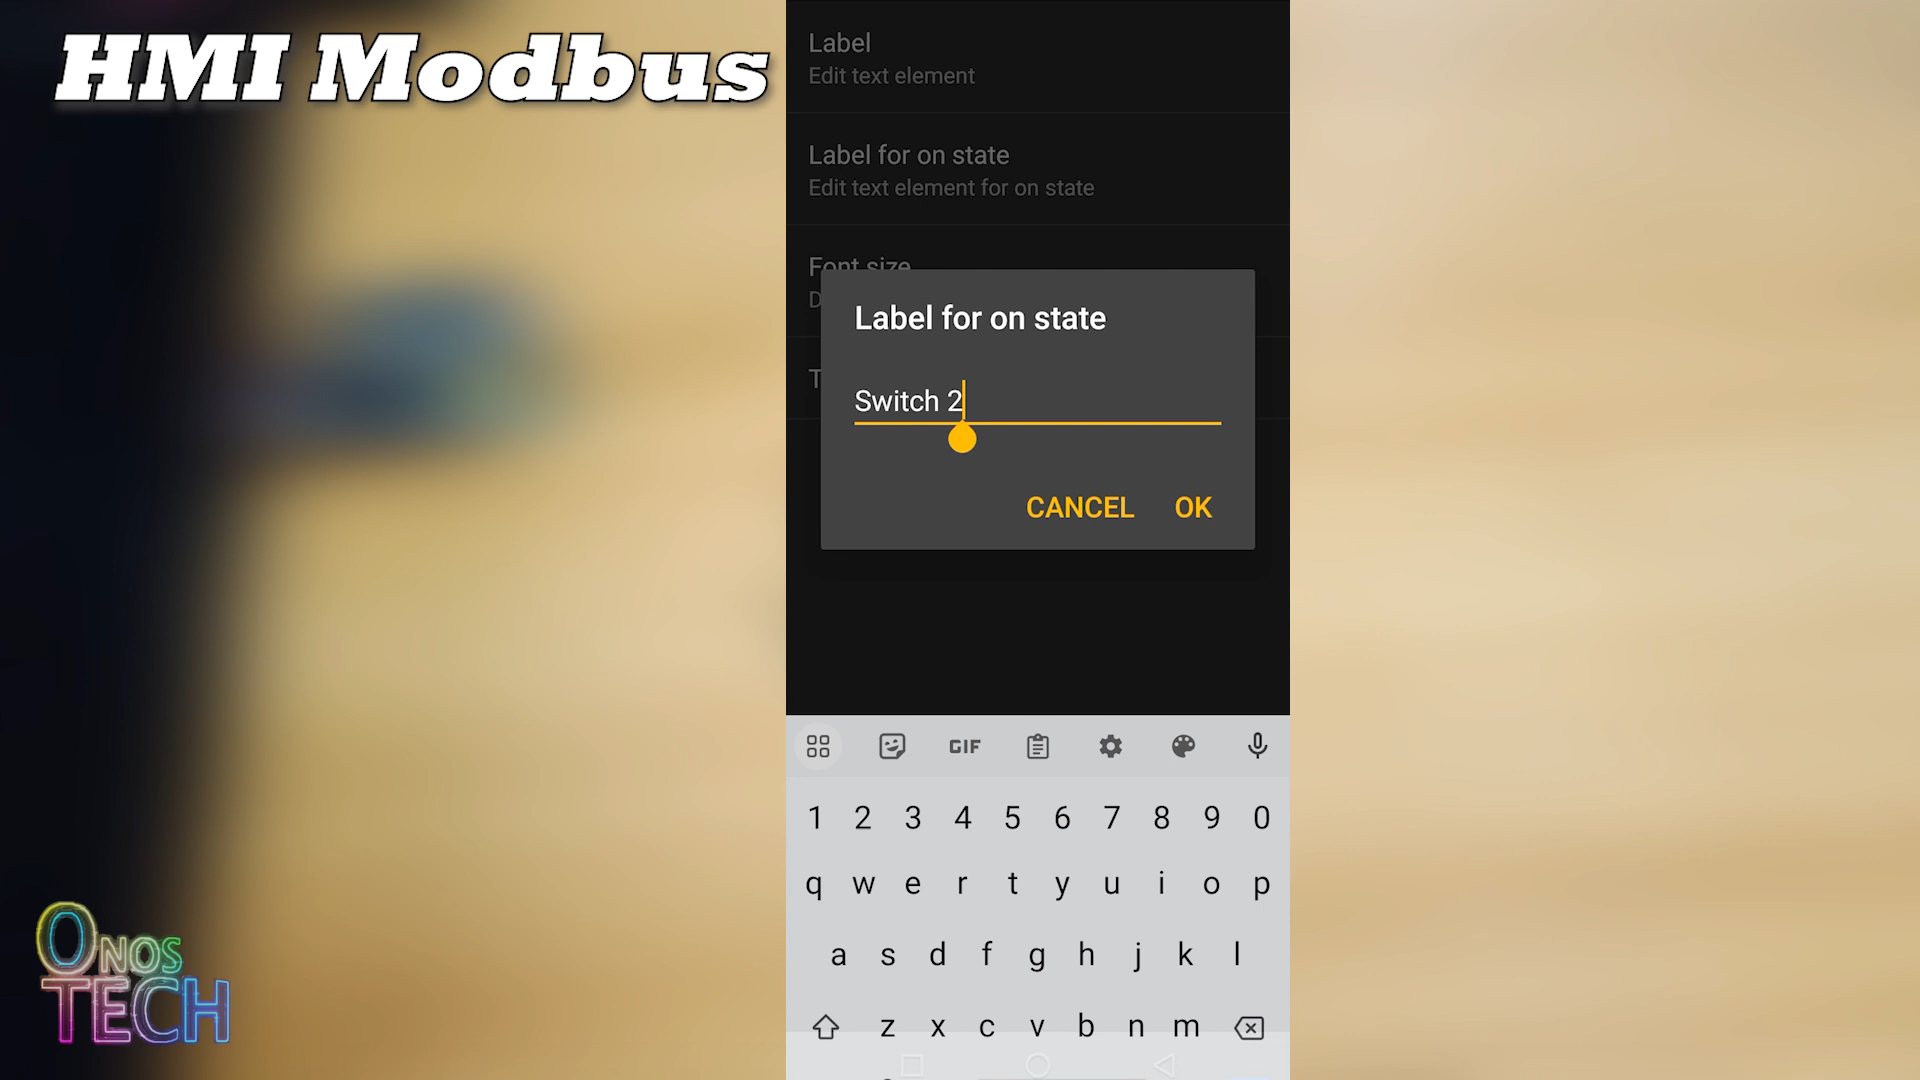 HMI Modbus
Label
Edit text element
Label for on state
Edit text element for on state
Font size
D
T
Label for on state
Switch 2
CANCEL OK
GIF
1 2 3 4 5 6 7 8 9 0
q w e r t y u i o p
a s d f g h j k l
z x c v b n m
ONOS
TECH